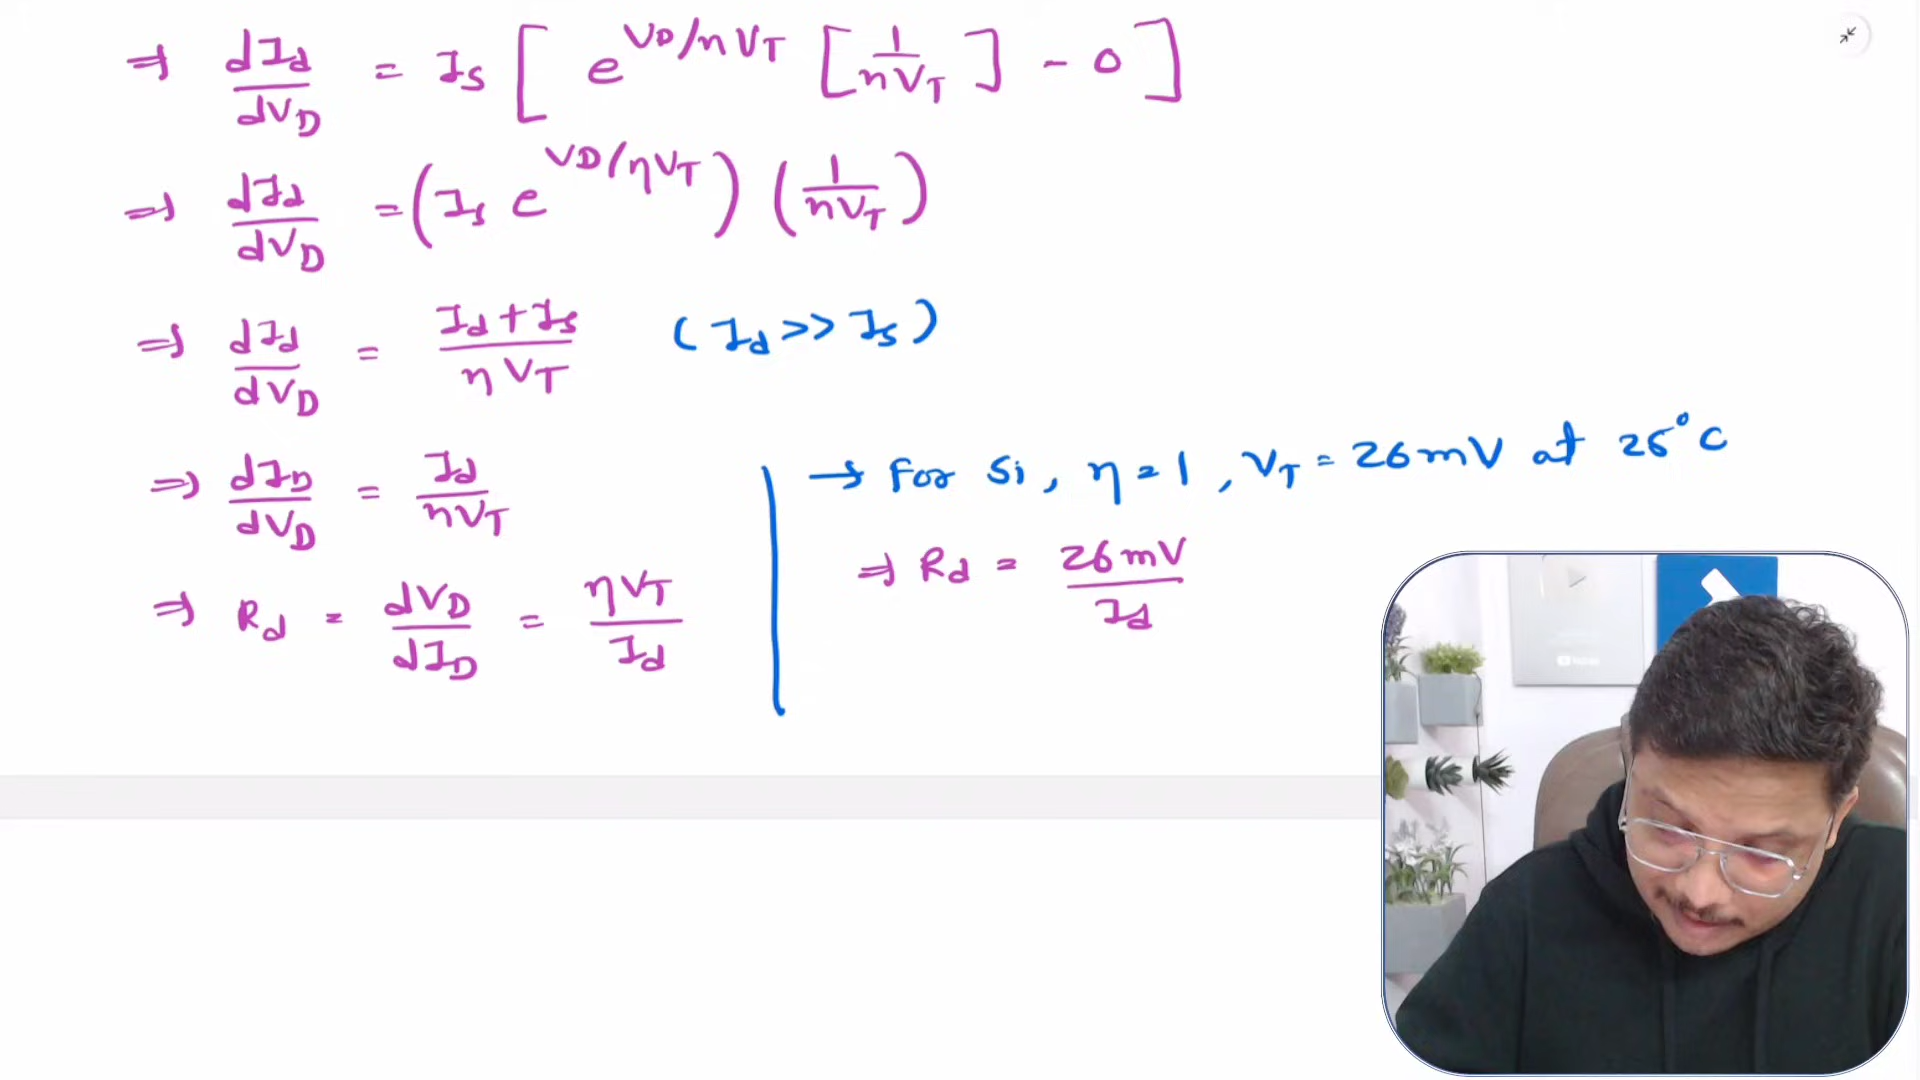 ⇒ dId/dVD = Is [ e^VD/ηVT [1/ηVT] - 0 ]
⇒ dId/dVD = (Is e^VD/ηVT) (1/ηVT)
⇒ dId/dVD = Id+Is/ηVT (Id >> Is)
⇒ dID/dVD = Id/ηVT
⇒ Rd = dVD/dID = ηVT/Id
→ For Si, η=1, VT = 26mV at 25°C
⇒ Rd = 26mV/Id